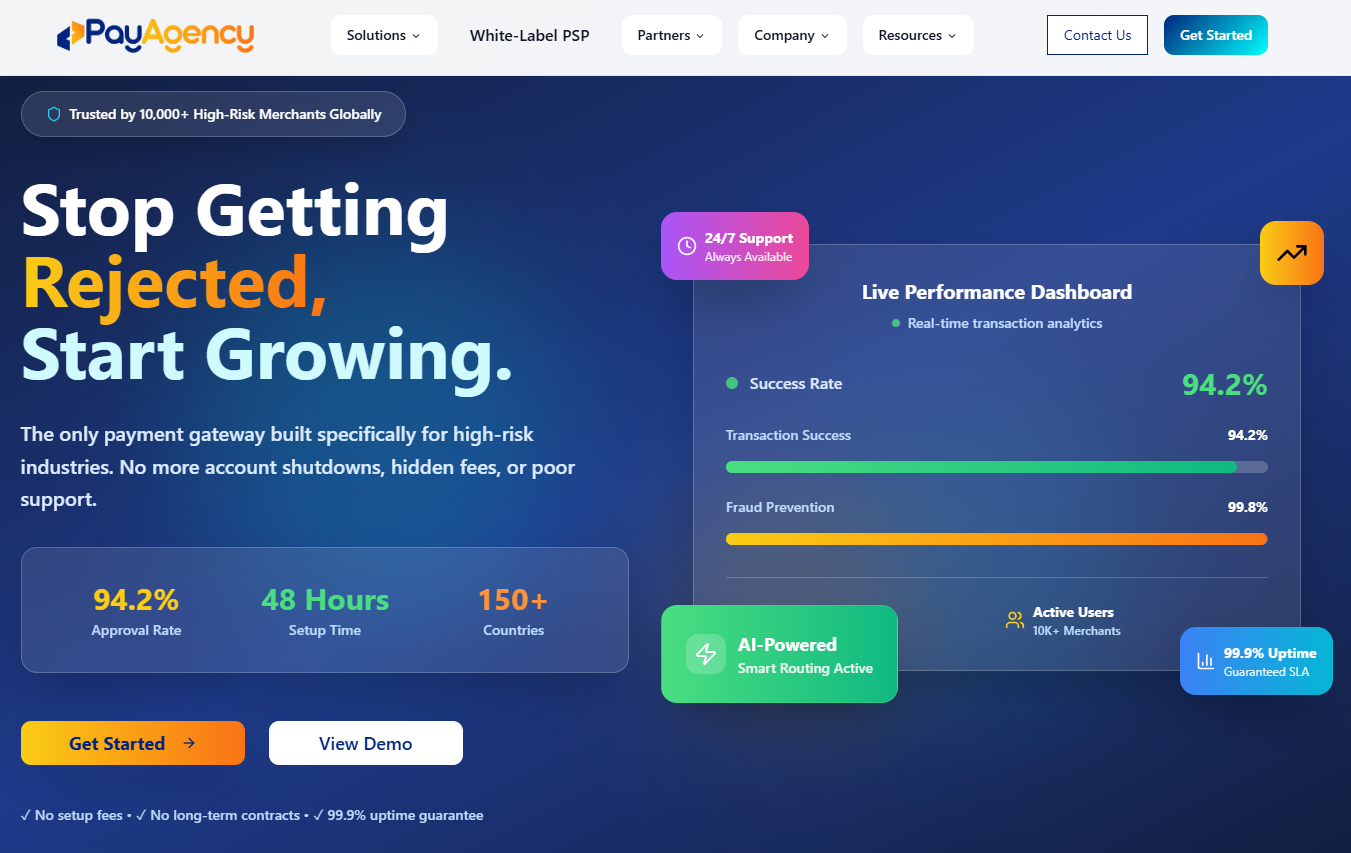 PayAgency
Solutions
White-Label PSP
Partners
Company
Resources
Contact Us
Get Started
Trusted by 10,000+ High-Risk Merchants Globally
Stop Getting
Rejected,
Start Growing.
The only payment gateway built specifically for high-risk
industries. No more account shutdowns, hidden fees, or poor
support.
94.2%
Approval Rate
48 Hours
Setup Time
150+
Countries
Get Started →
View Demo
✓ No setup fees • ✓ No long-term contracts • ✓ 99.9% uptime guarantee
24/7 Support
Always Available
Live Performance Dashboard
Real-time transaction analytics
Success Rate
94.2%
Transaction Success
94.2%
Fraud Prevention
99.8%
AI-Powered
Smart Routing Active
Active Users
10K+ Merchants
99.9% Uptime
Guaranteed SLA